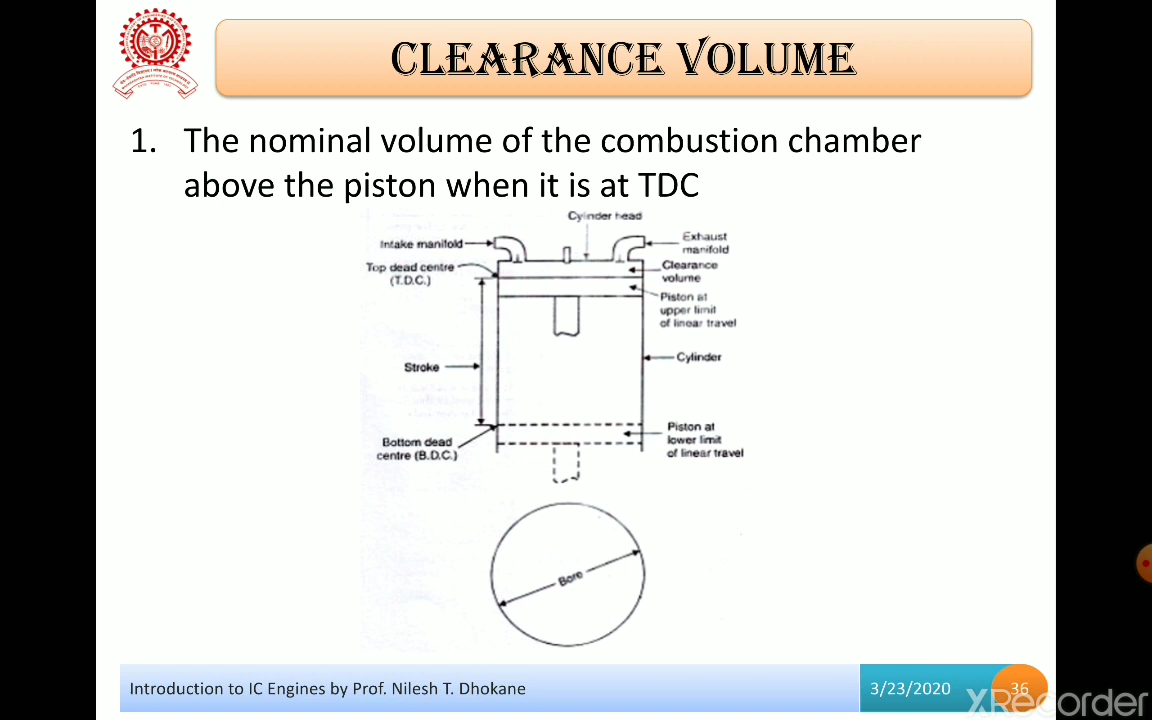 CLEARANCE VOLUME
1. The nominal volume of the combustion chamber
above the piston when it is at TDC
Cylinder head
Intake manifold
Exhaust
manifold
Top dead centre
(T.D.C.)
Clearance
volume
Piston at
upper limit
of linear travel
Cylinder
Stroke
Bottom dead
centre (B.D.C.)
Piston at
lower limit
of linear travel
Bore
Introduction to IC Engines by Prof. Nilesh T. Dhokane
3/23/2020
36
XRecorder